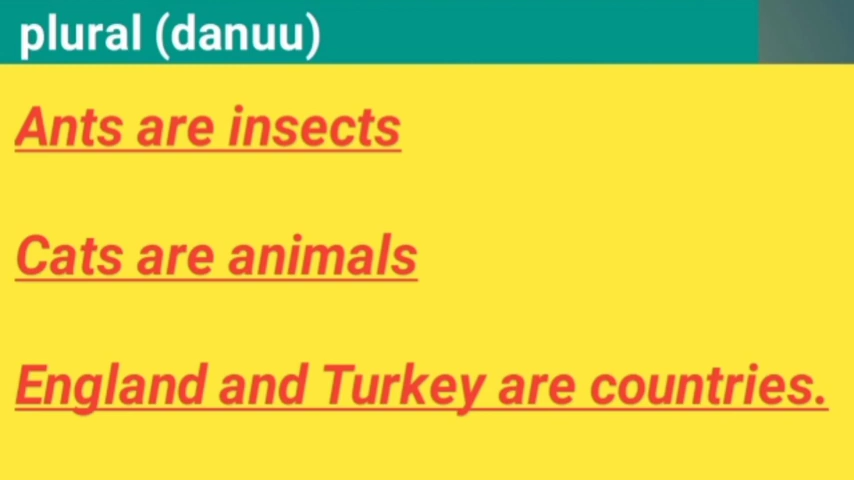 plural (danuu)
Ants are insects
Cats are animals
England and Turkey are countries.